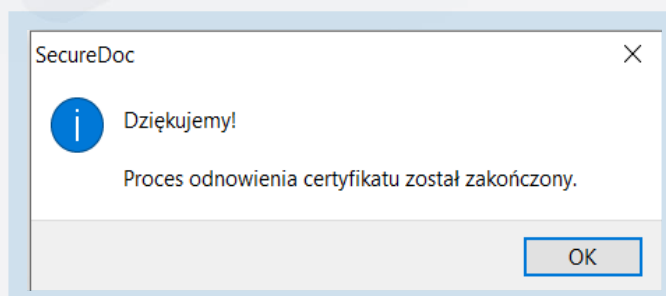 SecureDoc
Dziękujemy!
Proces odnowienia certyfikatu został zakończony.
OK